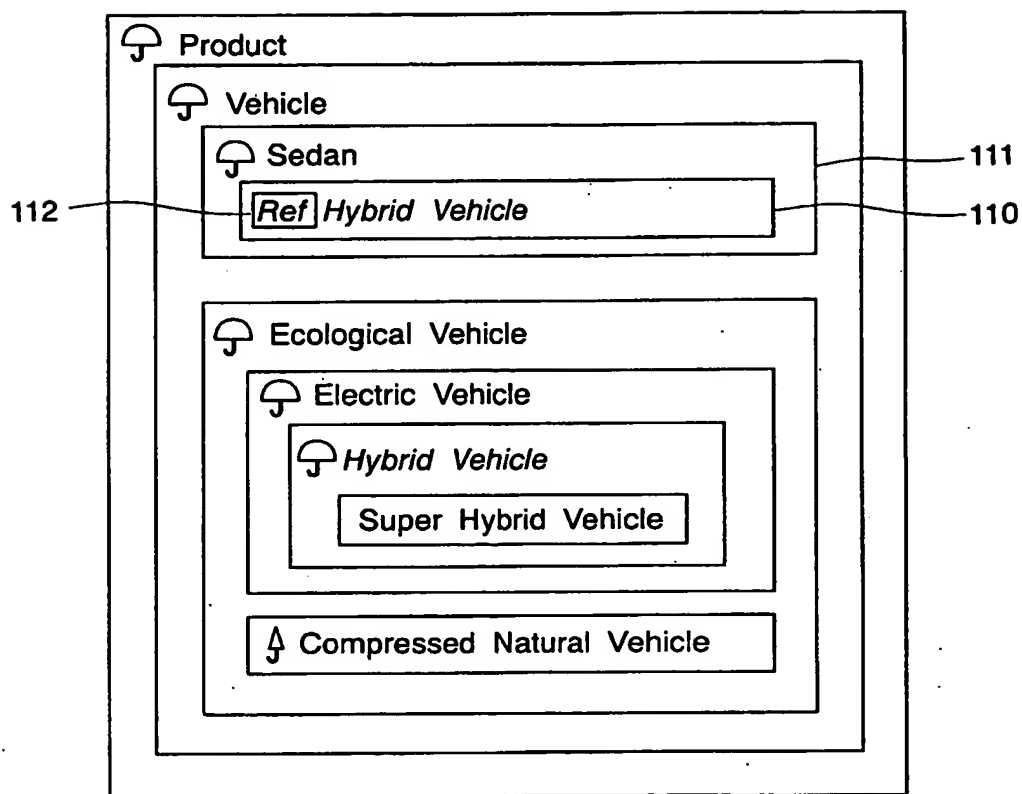 Product
Vehicle
Sedan
111
112
Ref Hybrid Vehicle
110
Ecological Vehicle
Electric Vehicle
Hybrid Vehicle
Super Hybrid Vehicle
Compressed Natural Vehicle